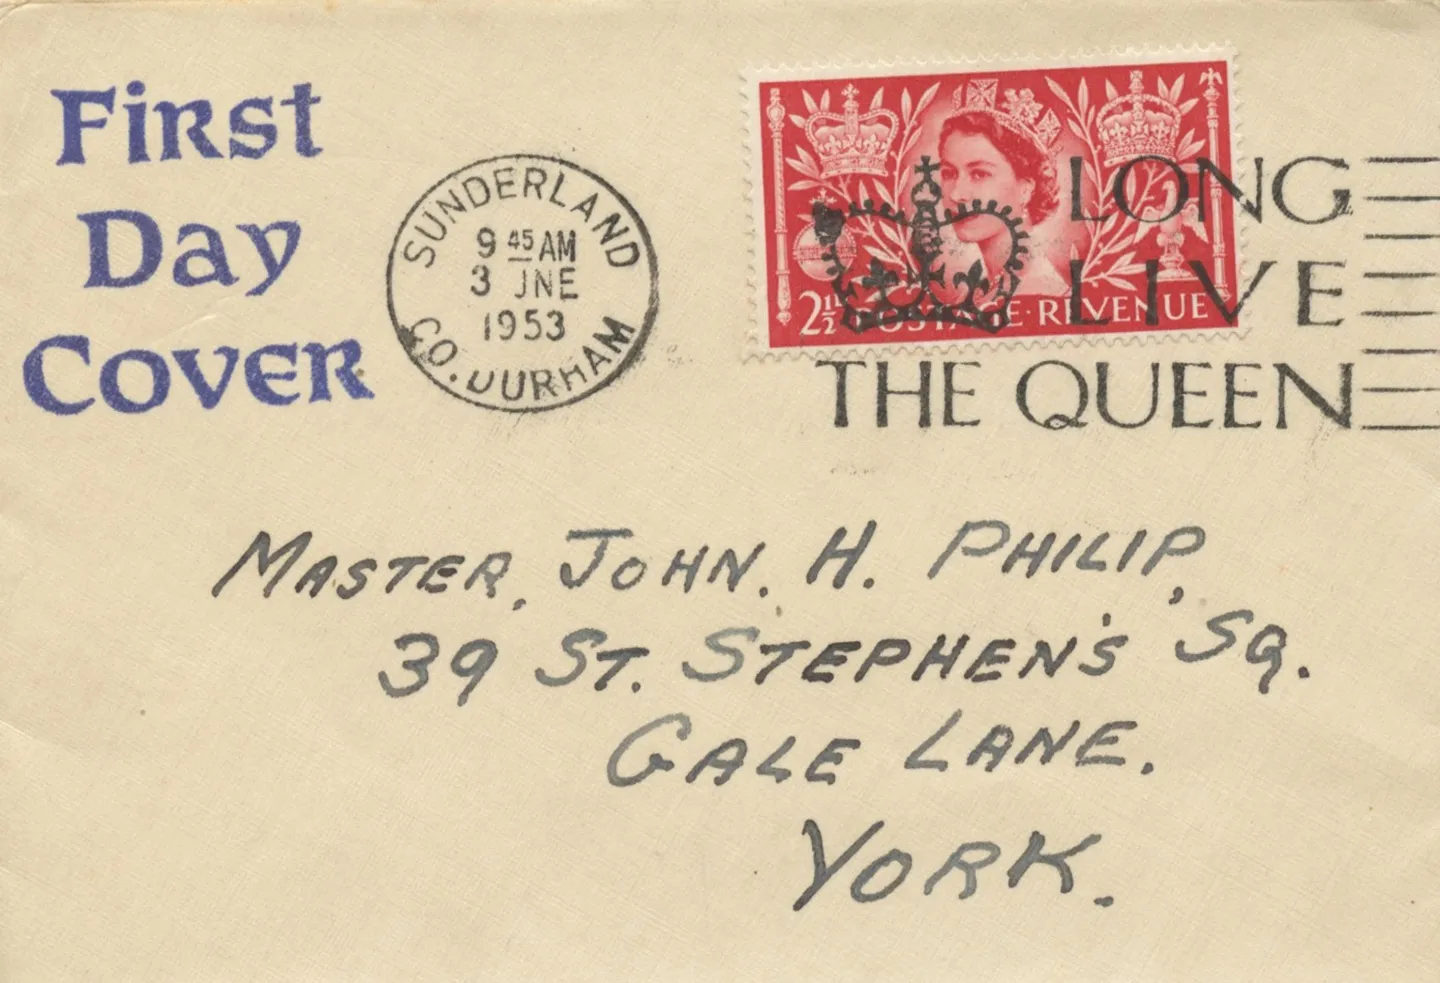 First
Day
Cover
SUNDERLAND
9 45 AM
3 JNE
1953
CO. DURHAM
2½ POSTAGE · REVENUE
LONG
LIVE
THE QUEEN
MASTER, JOHN. H. PHILIP,
39 ST. STEPHEN'S SQ.
GALE LANE.
YORK.